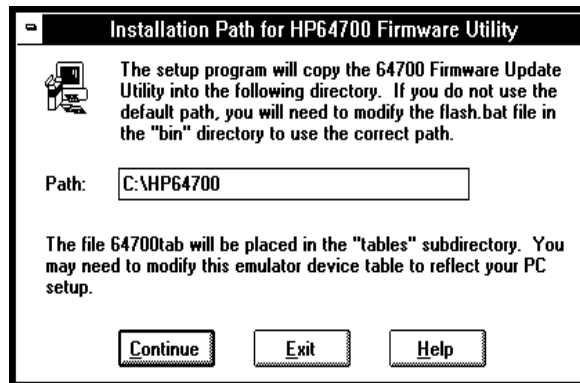 Installation Path for HP64700 Firmware Utility
The setup program will copy the 64700 Firmware Update
Utility into the following directory.  If you do not use the
default path, you will need to modify the flash.bat file in
the "bin" directory to use the correct path.
Path:
C:\HP64700
The file 64700tab will be placed in the "tables" subdirectory.  You
may need to modify this emulator device table to reflect your PC
setup.
Continue
Exit
Help